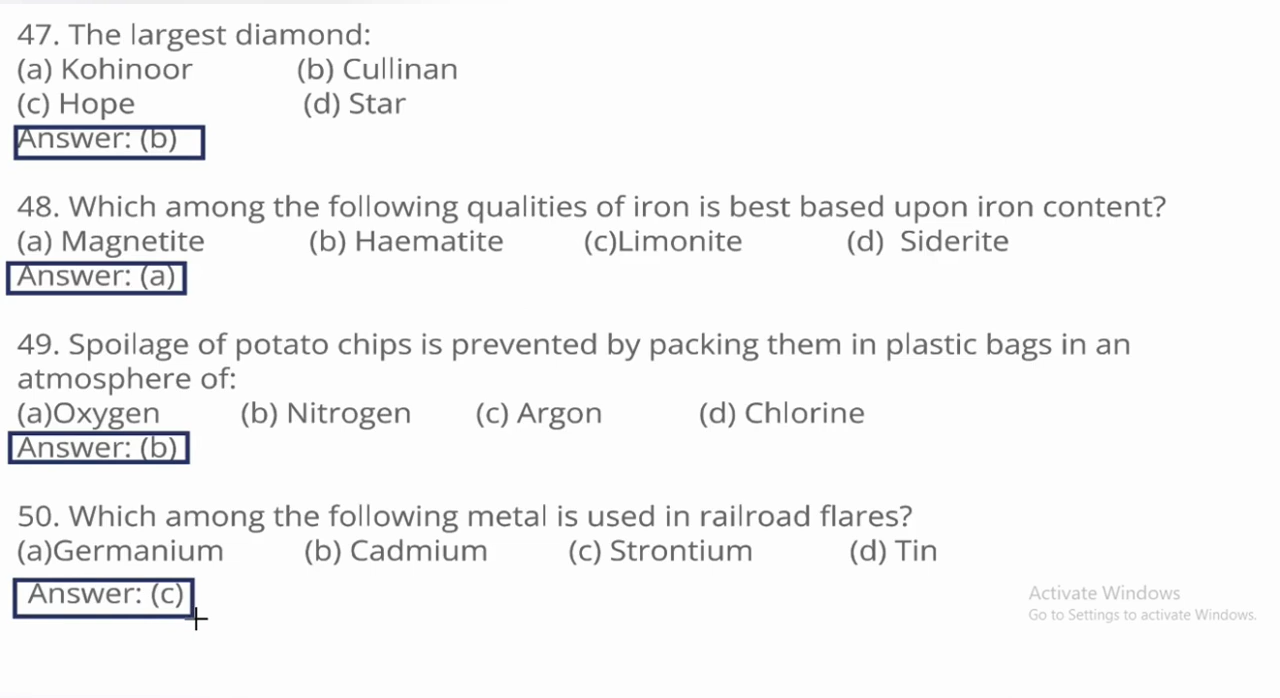 47. The largest diamond:
(a) Kohinoor (b) Cullinan
(c) Hope (d) Star
Answer: (b)
48. Which among the following qualities of iron is best based upon iron content?
(a) Magnetite (b) Haematite (c)Limonite (d) Siderite
Answer: (a)
49. Spoilage of potato chips is prevented by packing them in plastic bags in an
atmosphere of:
(a)Oxygen (b) Nitrogen (c) Argon (d) Chlorine
Answer: (b)
50. Which among the following metal is used in railroad flares?
(a)Germanium (b) Cadmium (c) Strontium (d) Tin
Answer: (c)
Activate Windows
Go to Settings to activate Windows.